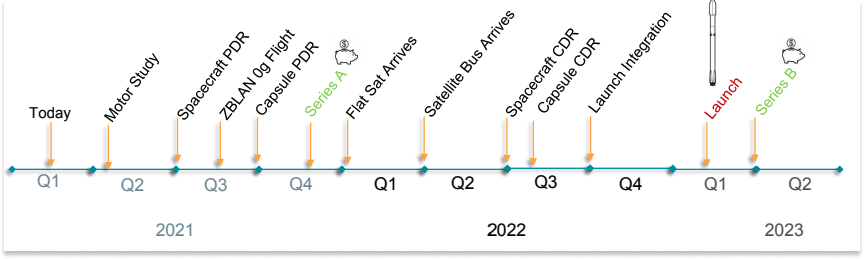 Today
Motor Study
Spacecraft PDR
ZBLAN 0g Flight
Capsule PDR
Series A
Flat Sat Arrives
Satellite Bus Arrives
Spacecraft CDR
Capsule CDR
Launch Integration
Launch
Series B
Q1 Q2 Q3 Q4 Q1 Q2 Q3 Q4 Q1 Q2
2021 2022 2023